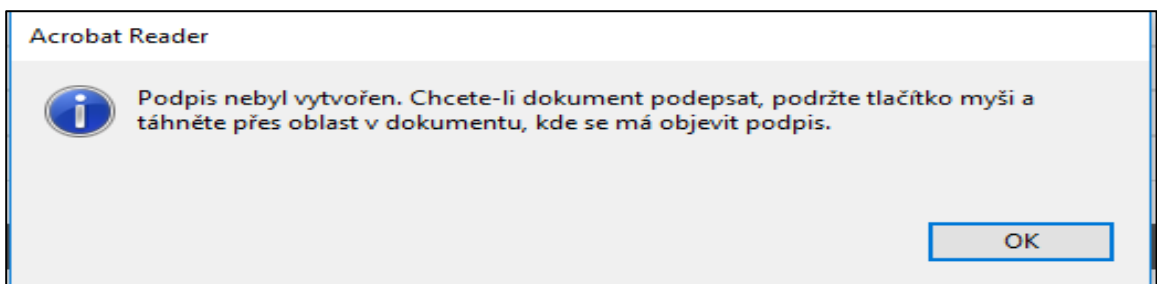 Acrobat Reader
Podpis nebyl vytvořen. Chcete-li dokument podepsat, podržte tlačítko myši a
táhněte přes oblast v dokumentu, kde se má objevit podpis.
OK